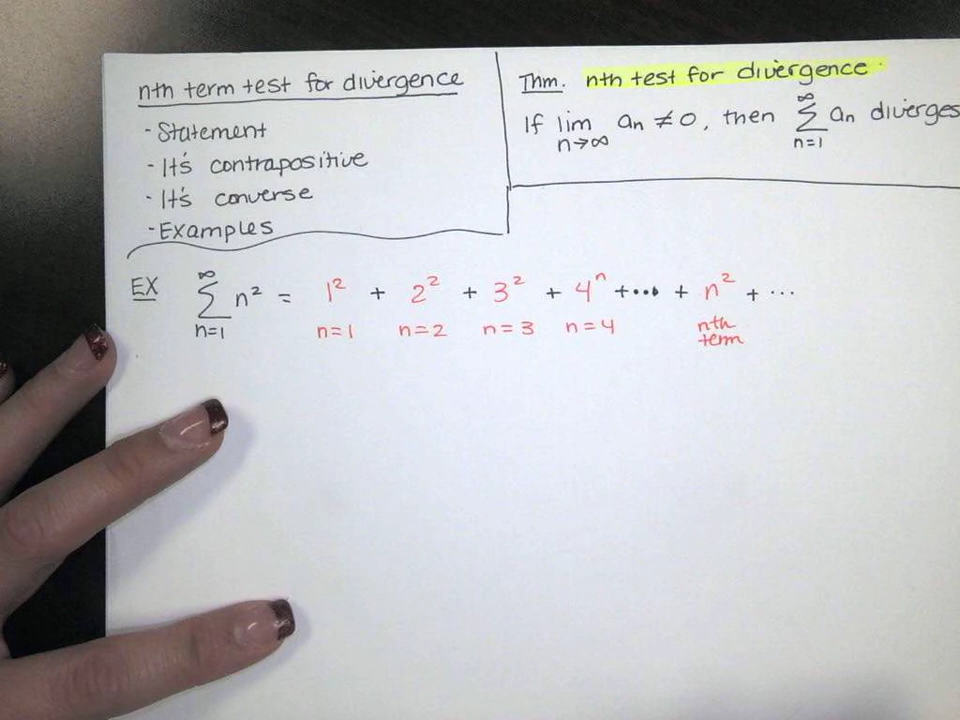 nth term test for divergence
- Statement
- It's contrapositive
- It's converse
- Examples
Thm. nth test for divergence.
If lim n→∞ an ≠ 0, then ∞ Σ n=1 an diverges
EX ∞ Σ n=1 n² = 1² + 2² + 3² + 4ⁿ + ... + n² + ...
n=1 n=2 n=3 n=4 nth
term